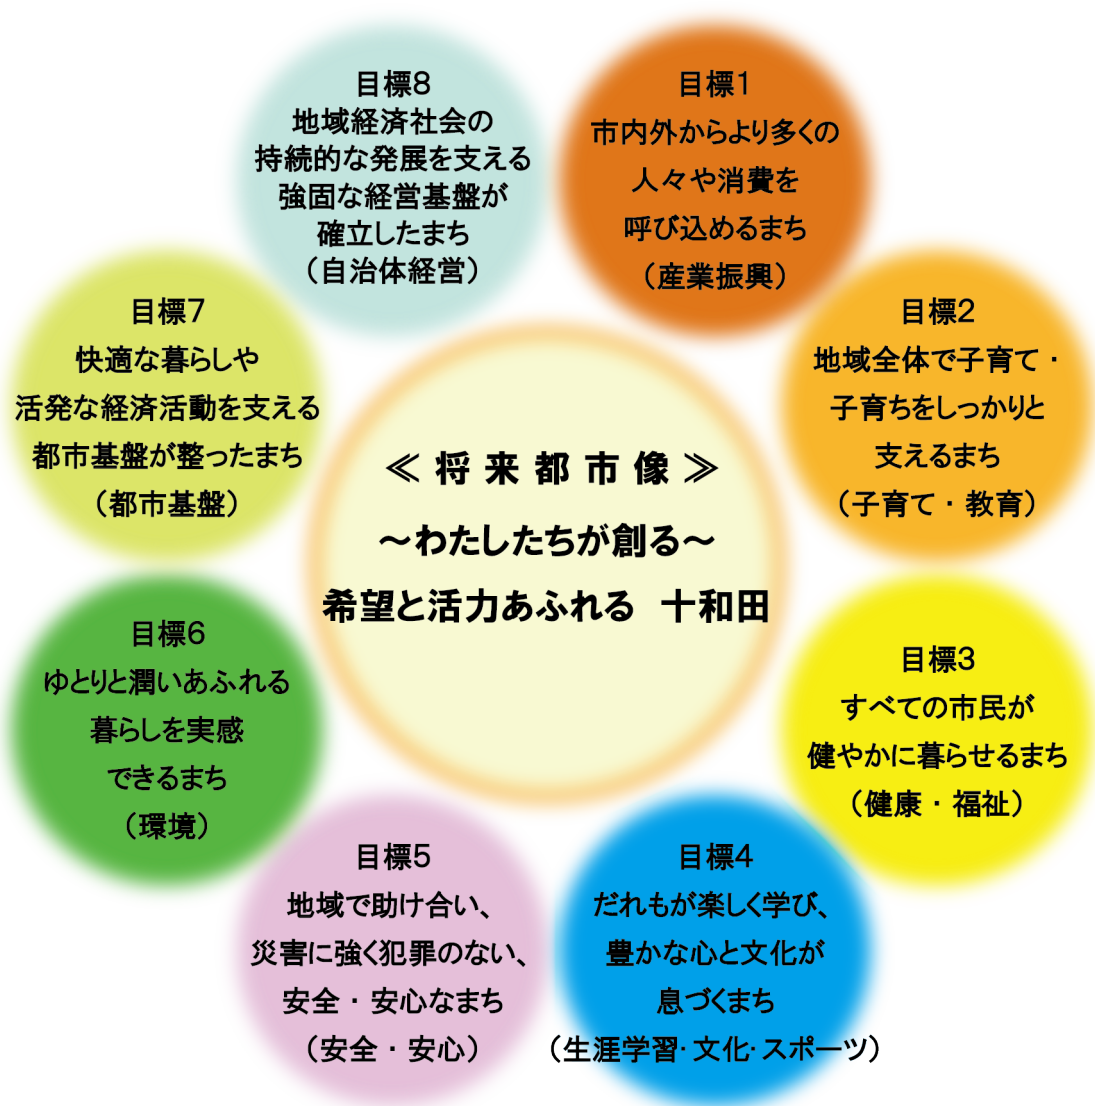 ≪ 将 来 都 市 像 ≫
～わたしたちが創る～
希望と活力あふれる　十和田
目標1
市内外からより多くの
人々や消費を
呼び込めるまち
（産業振興）
目標2
地域全体で子育て・
子育ちをしっかりと
支えるまち
（子育て・教育）
目標3
すべての市民が
健やかに暮らせるまち
（健康・福祉）
目標4
だれもが楽しく学び、
豊かな心と文化が
息づくまち
（生涯学習･文化･スポーツ）
目標5
地域で助け合い、
災害に強く犯罪のない、
安全・安心なまち
（安全・安心）
目標6
ゆとりと潤いあふれる
暮らしを実感
できるまち
（環境）
目標7
快適な暮らしや
活発な経済活動を支える
都市基盤が整ったまち
（都市基盤）
目標8
地域経済社会の
持続的な発展を支える
強固な経営基盤が
確立したまち
（自治体経営）